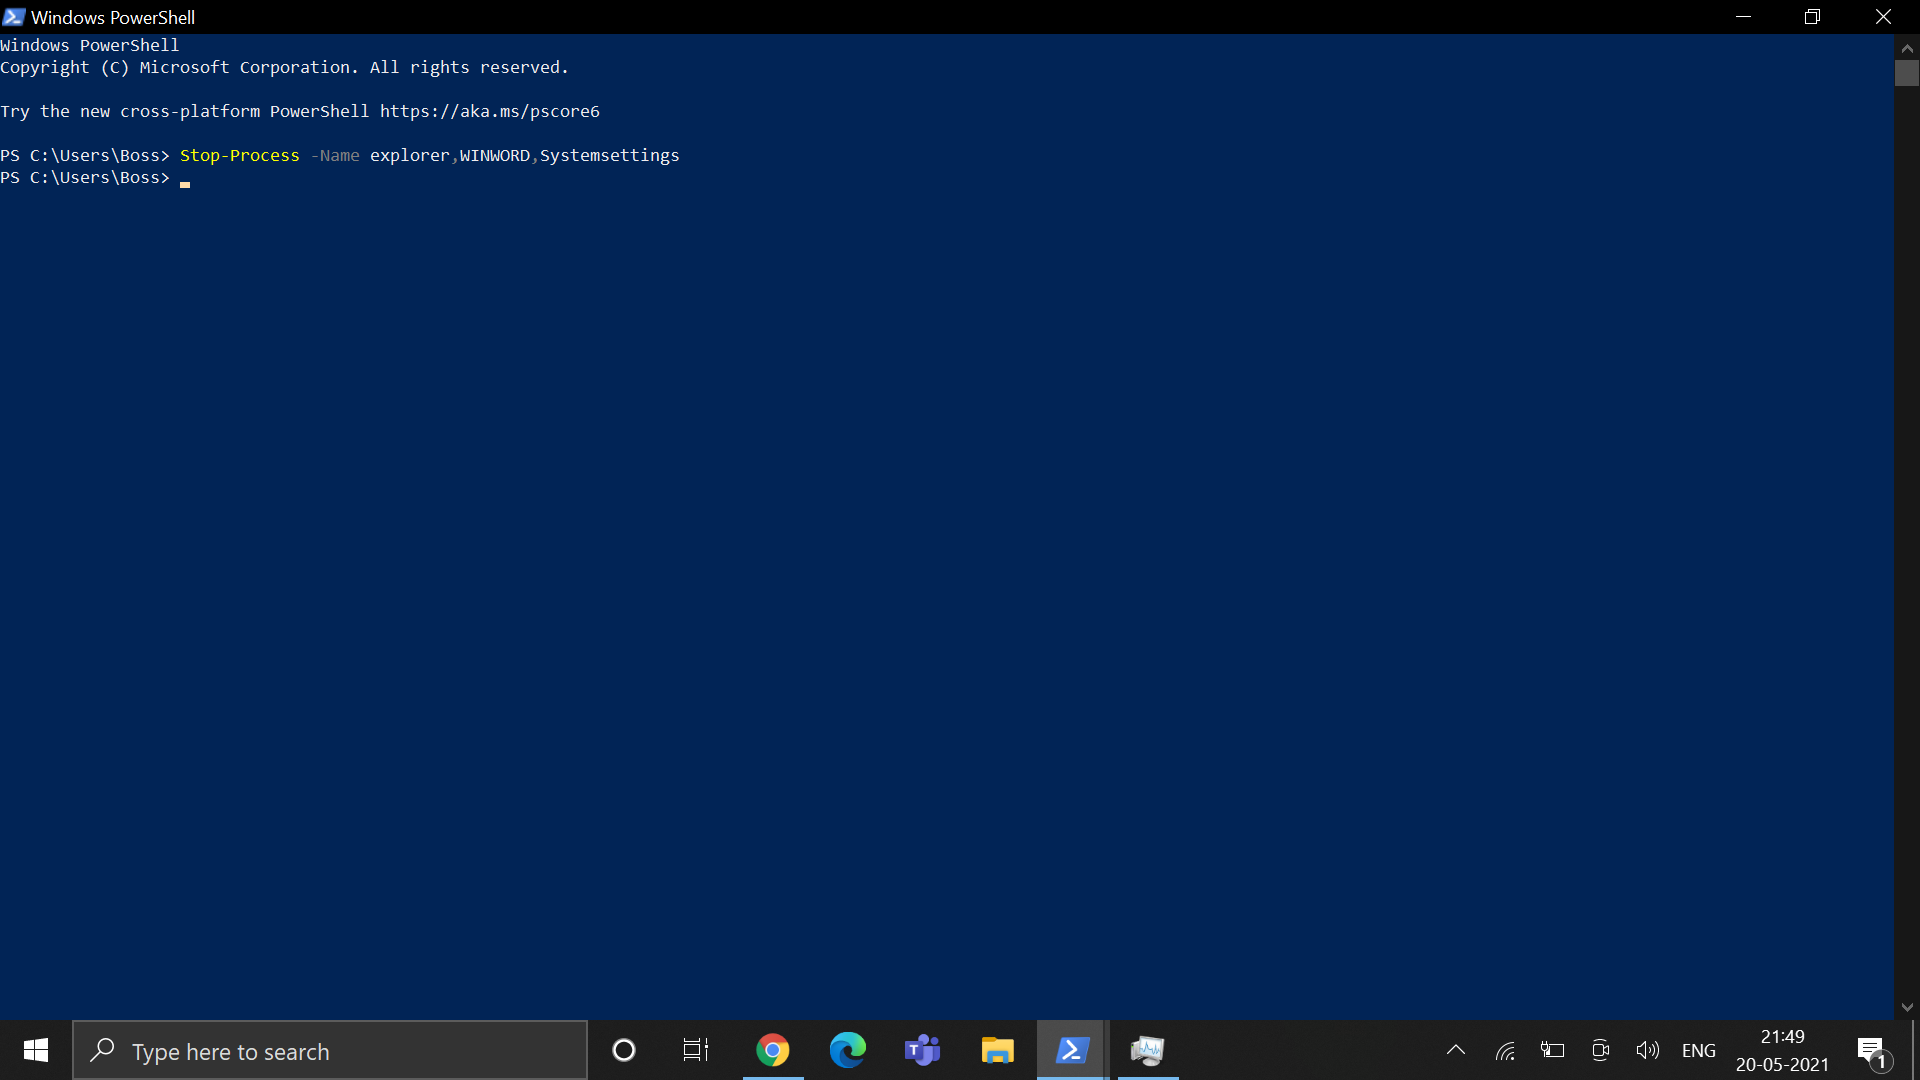 Windows PowerShell
Windows PowerShell
Copyright (C) Microsoft Corporation. All rights reserved.
Try the new cross-platform PowerShell https://aka.ms/pscore6
PS C:\Users\Boss> Stop-Process -Name explorer,WINWORD,Systemsettings
PS C:\Users\Boss>
Type here to search
T
ENG
21:49
20-05-2021
1